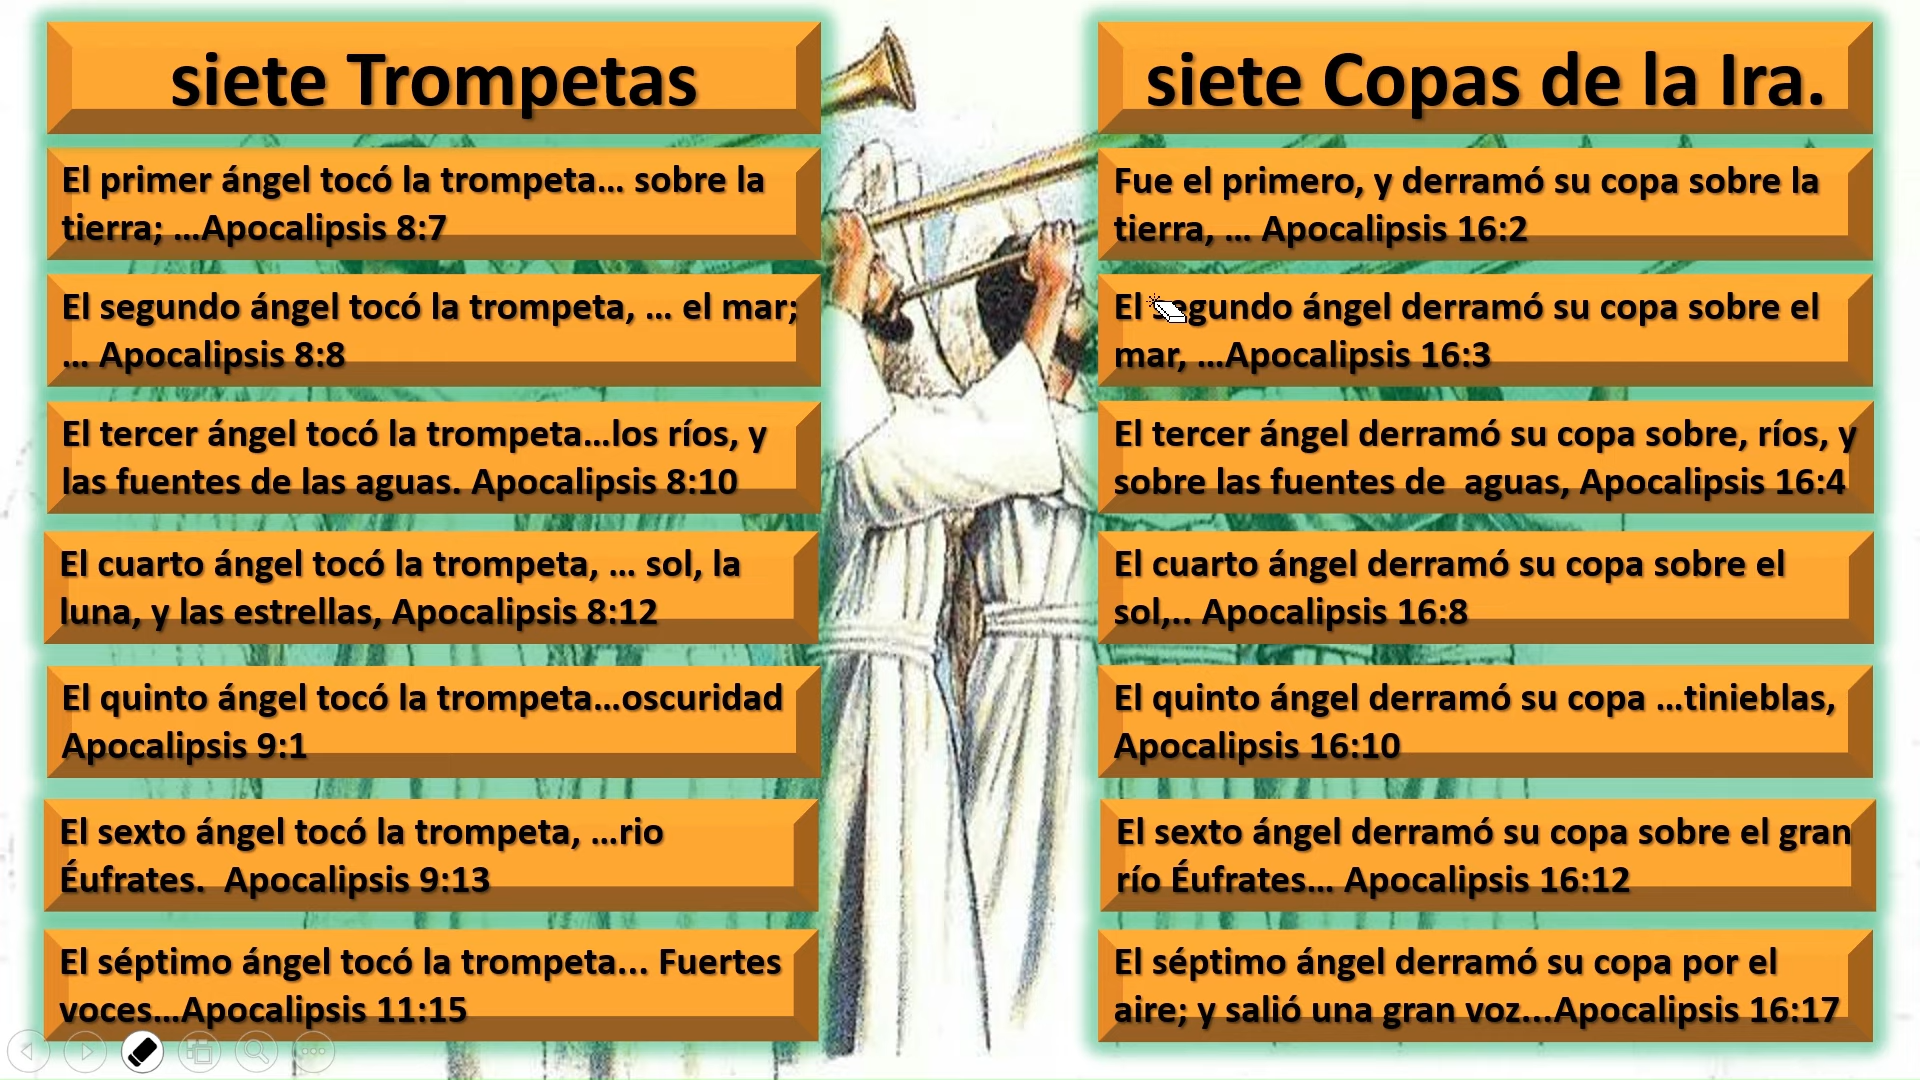 siete Trompetas
El primer ángel tocó la trompeta... sobre la
tierra; ...Apocalipsis 8:7
El segundo ángel tocó la trompeta, ... el mar;
... Apocalipsis 8:8
El tercer ángel tocó la trompeta...los ríos, y
las fuentes de las aguas. Apocalipsis 8:10
El cuarto ángel tocó la trompeta, ... sol, la
luna, y las estrellas, Apocalipsis 8:12
El quinto ángel tocó la trompeta...oscuridad
Apocalipsis 9:1
El sexto ángel tocó la trompeta, ...rio
Éufrates.  Apocalipsis 9:13
El séptimo ángel tocó la trompeta... Fuertes
voces...Apocalipsis 11:15
siete Copas de la Ira.
Fue el primero, y derramó su copa sobre la
tierra, ... Apocalipsis 16:2
El segundo ángel derramó su copa sobre el
mar, ...Apocalipsis 16:3
El tercer ángel derramó su copa sobre, ríos, y
sobre las fuentes de  aguas, Apocalipsis 16:4
El cuarto ángel derramó su copa sobre el
sol,.. Apocalipsis 16:8
El quinto ángel derramó su copa ...tinieblas,
Apocalipsis 16:10
El sexto ángel derramó su copa sobre el gran
río Éufrates... Apocalipsis 16:12
El séptimo ángel derramó su copa por el
aire; y salió una gran voz...Apocalipsis 16:17